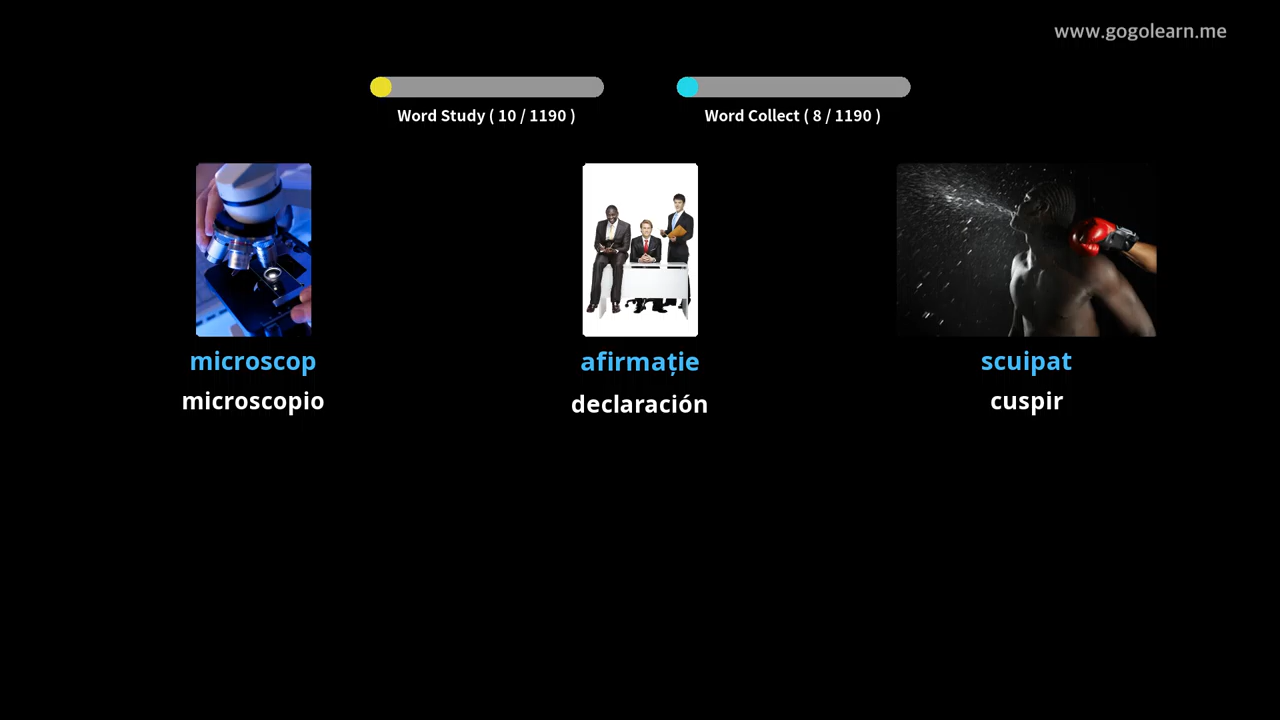 www.gogolearn.me
Word Study ( 10 / 1190 )
Word Collect ( 8 / 1190 )
microscop
afirmație
scuipat
microscopio
declaración
cuspir